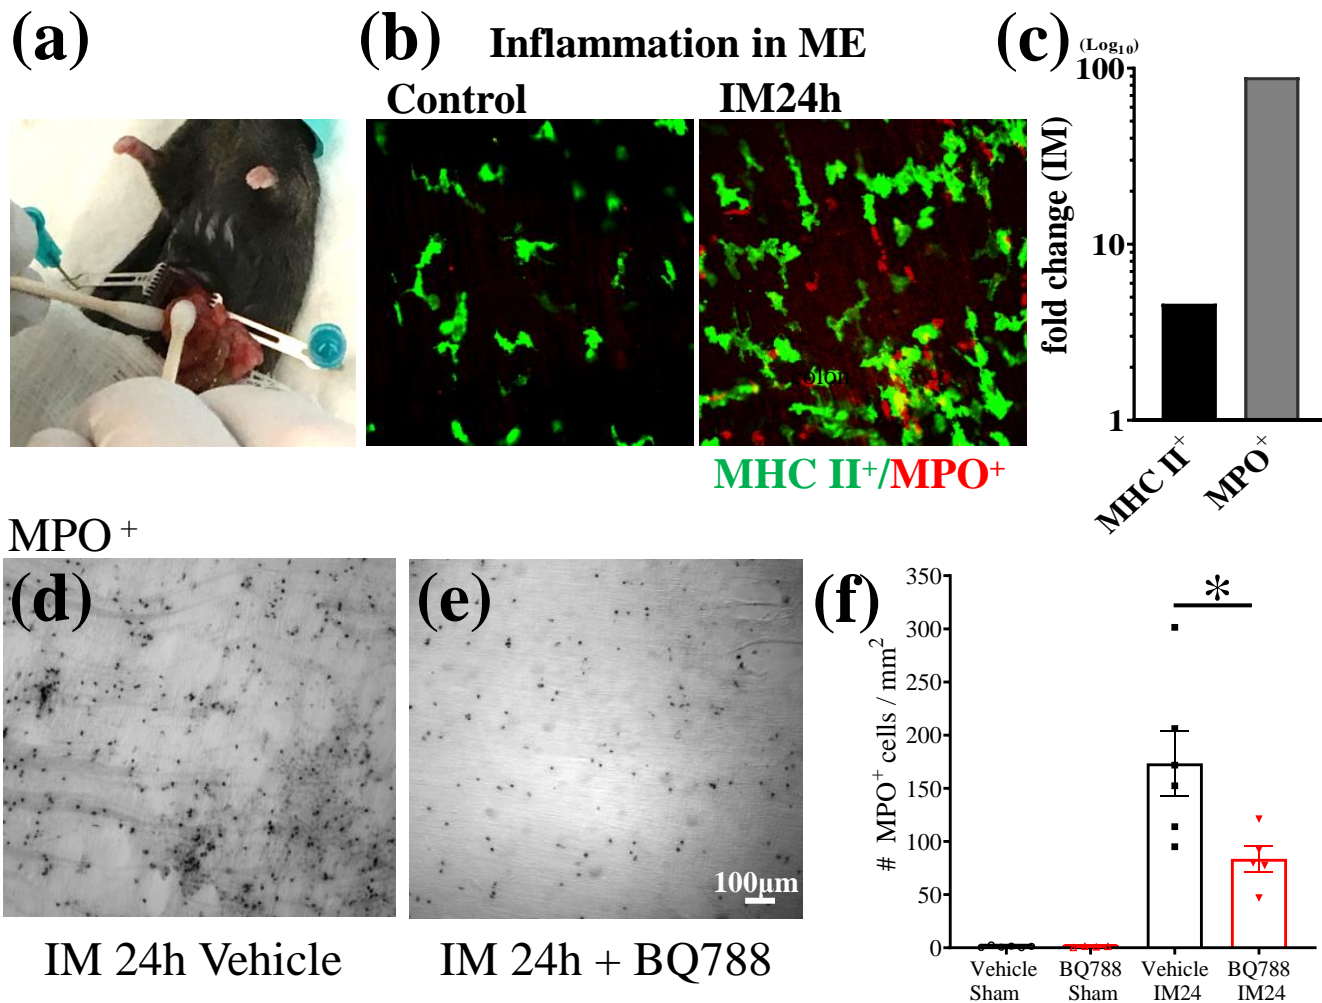 (a)
(b) Inflammation in ME
Control
IM24h
olon
MHC II⁺/MPO⁺
(c)
(Log₁₀)
100
10
1
fold change (IM)
MHC II⁺
MPO⁺
MPO⁺
(d)
(e)
100μm
IM 24h Vehicle
IM 24h + BQ788
(f)
*
# MPO⁺ cells / mm²
350
300
250
200
150
100
50
0
Vehicle Sham
BQ788 Sham
Vehicle IM24
BQ788 IM24